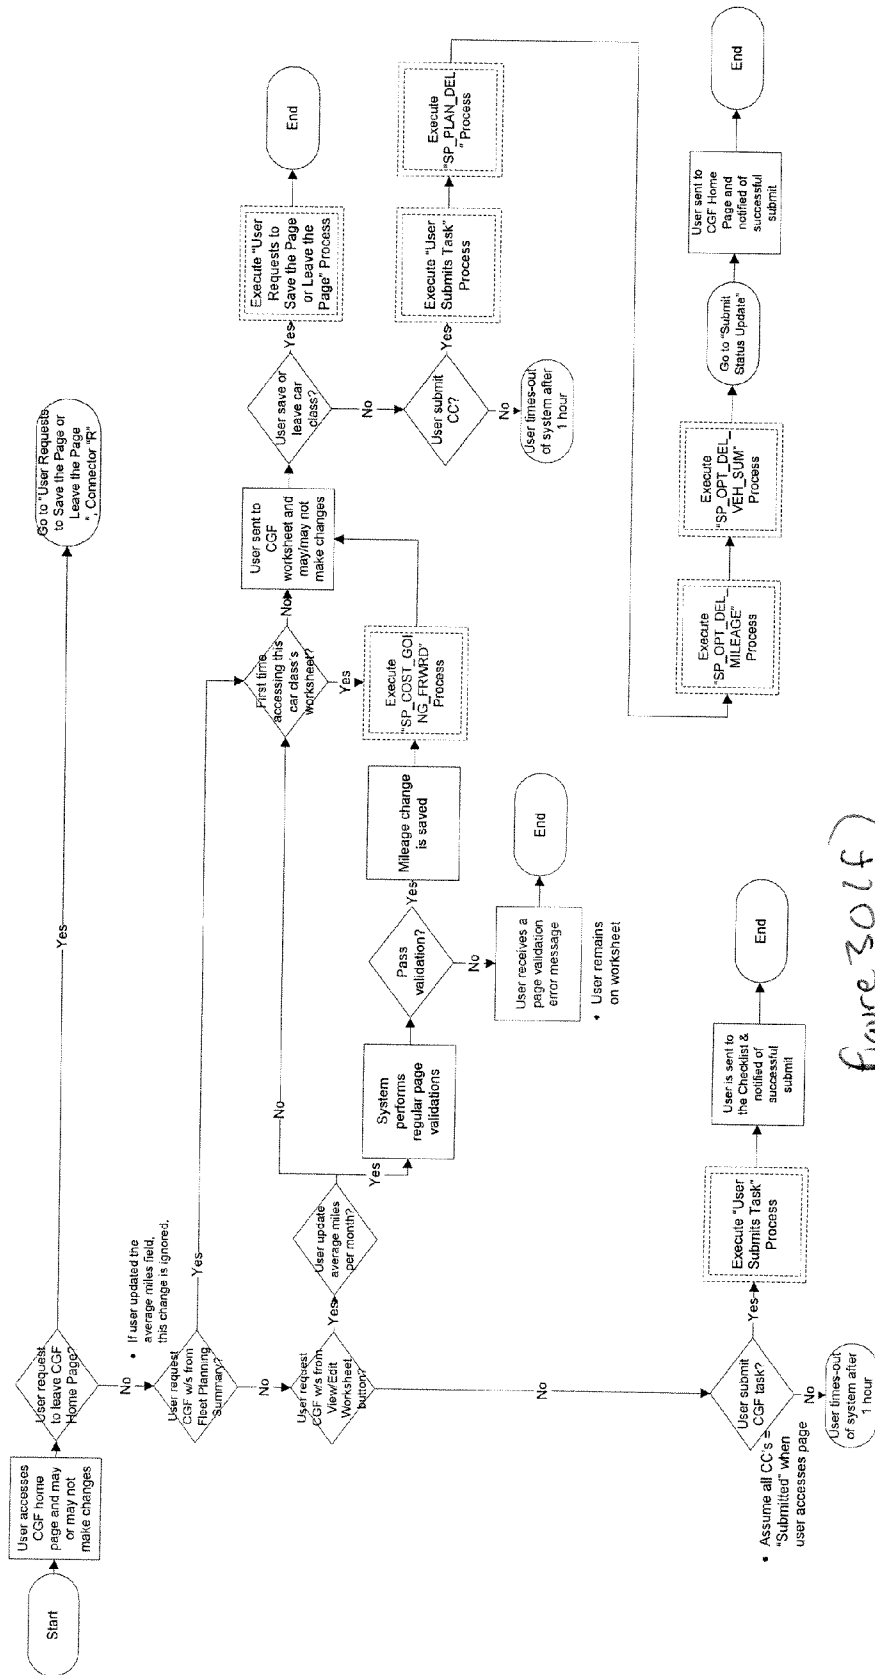 Start
User accesses
CGF home
page and may
or may not
make changes
User request
to leave CGF
Home Page?
Yes
Go to "User Requests
to Save the Page or
Leave the Page
", Connector "R"
No
• If user updated the
average miles field,
this change is ignored.
User request
CGF w/s from
Fleet Planning
Summary?
Yes
No
User request
CGF w/s from
View/Edit
Worksheet
button?
Yes
No
User update
average miles
per month?
No
Yes
System
performs
regular page
validations
Pass
validation?
Yes
No
User receives a
page validation
error message
• User remains
on worksheet
End
Mileage change
is saved
Execute
"SP_COST_GOI
NG_FRWRD"
Process
First time
accessing this
car class's
worksheet?
Yes
No
User sent to
CGF
worksheet and
may/may not
make changes
User save or
leave car
class?
Yes
Execute "User
Requests to
Save the Page
or Leave the
Page" Process
End
No
User submit
CC?
Yes
No
User times-out
of system after
1 hour
Execute "User
Submits Task"
Process
Execute
"SP_PLAN_DEL
" Process
Execute
"SP_OPT_DEL_
MILEAGE"
Process
Execute
"SP_OPT_DEL_
VEH_SUM"
Process
Go to "Submit
Status Update"
User sent to
CGF Home
Page and
notified of
successful
submit
End
User submit
CGF task?
• Assume all CC's =
"Submitted" when
user accesses page
Yes
No
User times-out
of system after
1 hour
Execute "User
Submits Task"
Process
User is sent to
the Checklist &
notified of
successful
submit
End
figure 30(f)